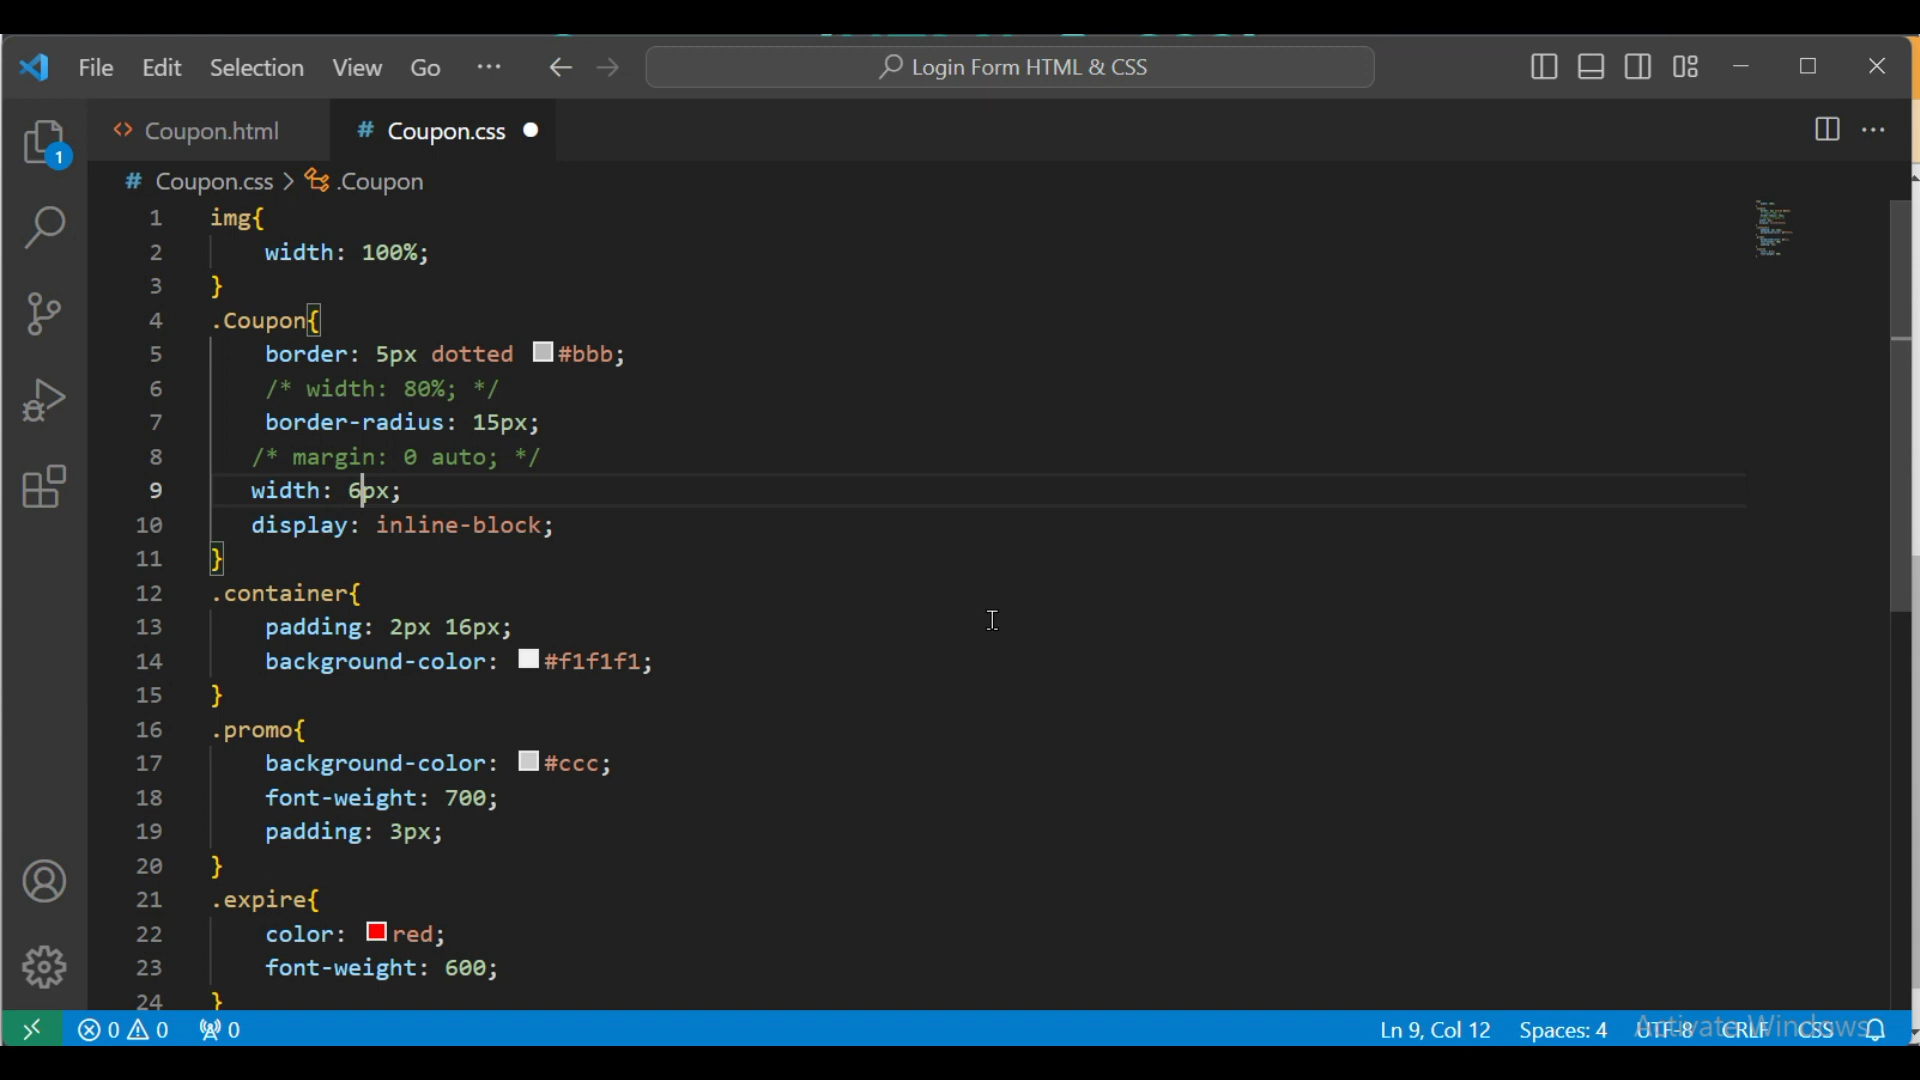 File Edit Selection View Go ... Login Form HTML & CSS
<> Coupon.html # Coupon.css
# Coupon.css > .Coupon
1 img{
2 width: 100%;
3 }
4 .Coupon{
5 border: 5px dotted #bbb;
6 /* width: 80%; */
7 border-radius: 15px;
8 /* margin: 0 auto; */
9 width: 6px;
10 display: inline-block;
11 }
12 .container{
13 padding: 2px 16px;
14 background-color: #f1f1f1;
15 }
16 .promo{
17 background-color: #ccc;
18 font-weight: 700;
19 padding: 3px;
20 }
21 .expire{
22 color: red;
23 font-weight: 600;
24 }
1
0 0 0 Ln 9, Col 12 Spaces: 4 UTF-8 CRLF CSS
Activate Windows